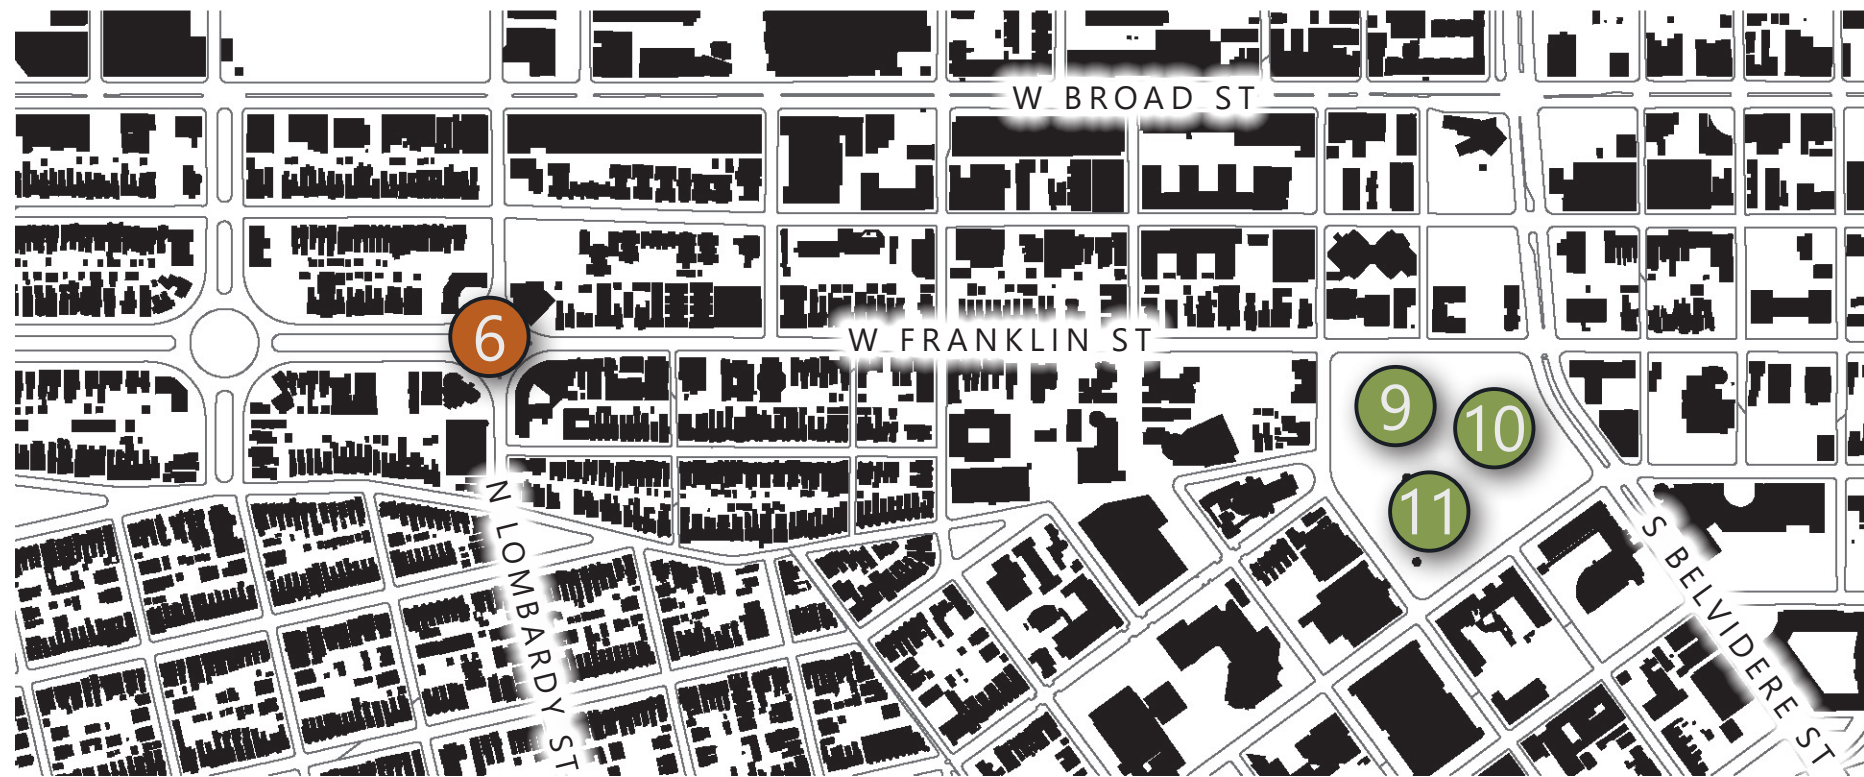 W BROAD ST
6
W FRANKLIN ST
9
10
11
N LOMBARDY ST
S BELVIDERE ST